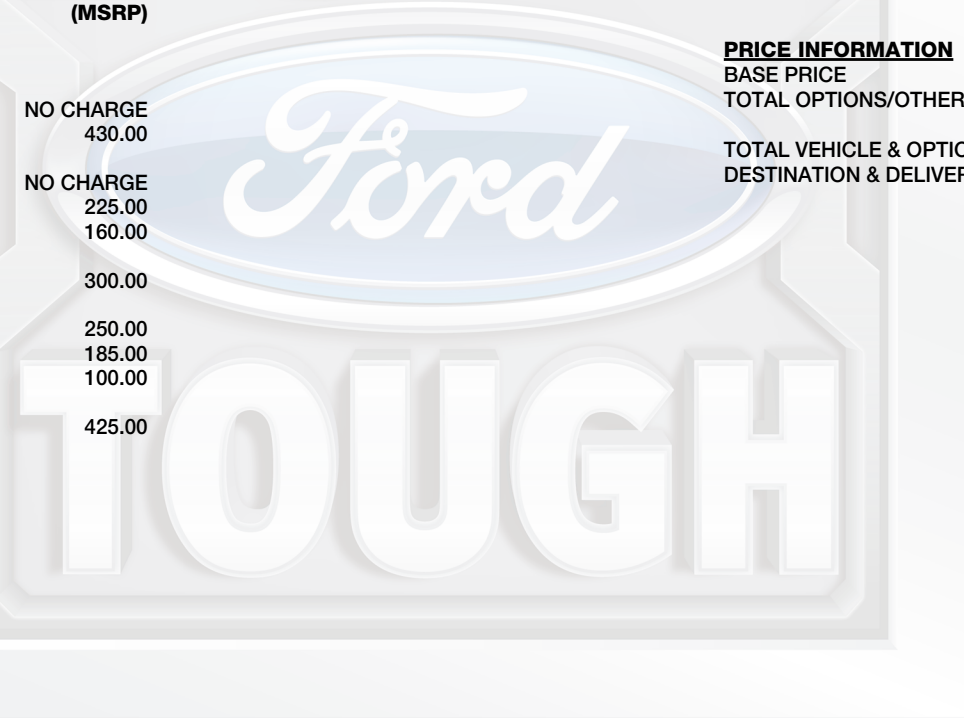 (MSRP)
NO CHARGE
430.00
NO CHARGE
225.00
160.00
300.00
250.00
185.00
100.00
425.00
PRICE INFORMATION
BASE PRICE
TOTAL OPTIONS/OTHER
TOTAL VEHICLE & OPTIO
DESTINATION & DELIVER
Ford
TOUGH